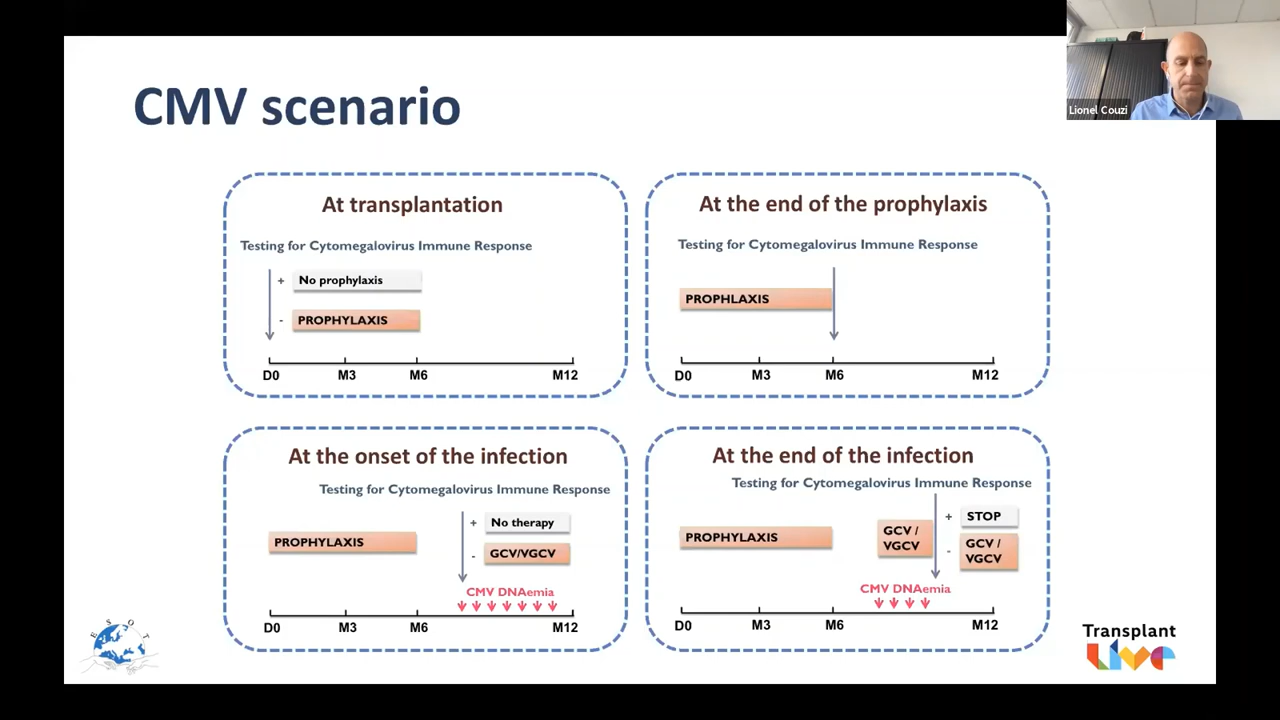 CMV scenario
Lionel Couzi
At transplantation
Testing for Cytomegalovirus Immune Response
+ No prophylaxis
- PROPHYLAXIS
D0 M3 M6 M12
At the end of the prophylaxis
Testing for Cytomegalovirus Immune Response
PROPHLAXIS
D0 M3 M6 M12
At the onset of the infection
Testing for Cytomegalovirus Immune Response
+ No therapy
PROPHYLAXIS
- GCV/VGCV
CMV DNAemia
D0 M3 M6 M12
At the end of the infection
Testing for Cytomegalovirus Immune Response
+ STOP
PROPHYLAXIS
GCV /
VGCV
- GCV /
VGCV
CMV DNAemia
D0 M3 M6 M12
E S O T
Transplant
Live